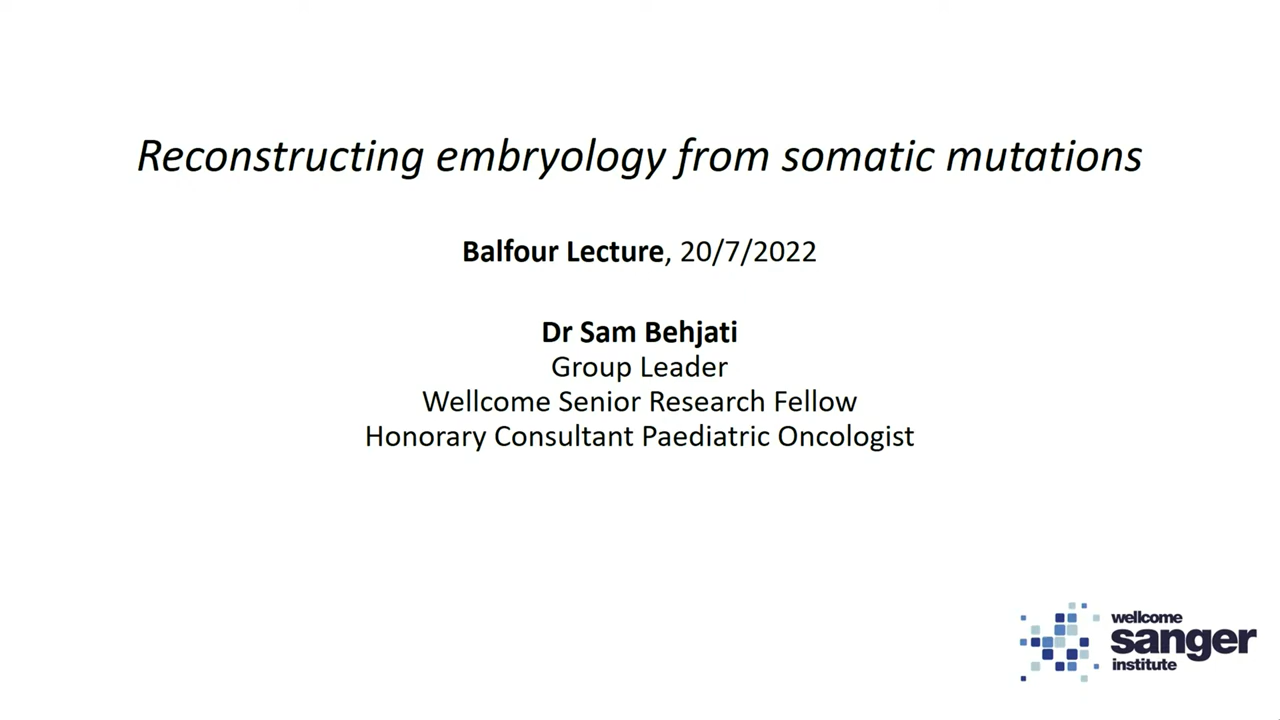 Reconstructing embryology from somatic mutations
Balfour Lecture, 20/7/2022
Dr Sam Behjati
Group Leader
Wellcome Senior Research Fellow
Honorary Consultant Paediatric Oncologist
wellcome
sanger
institute